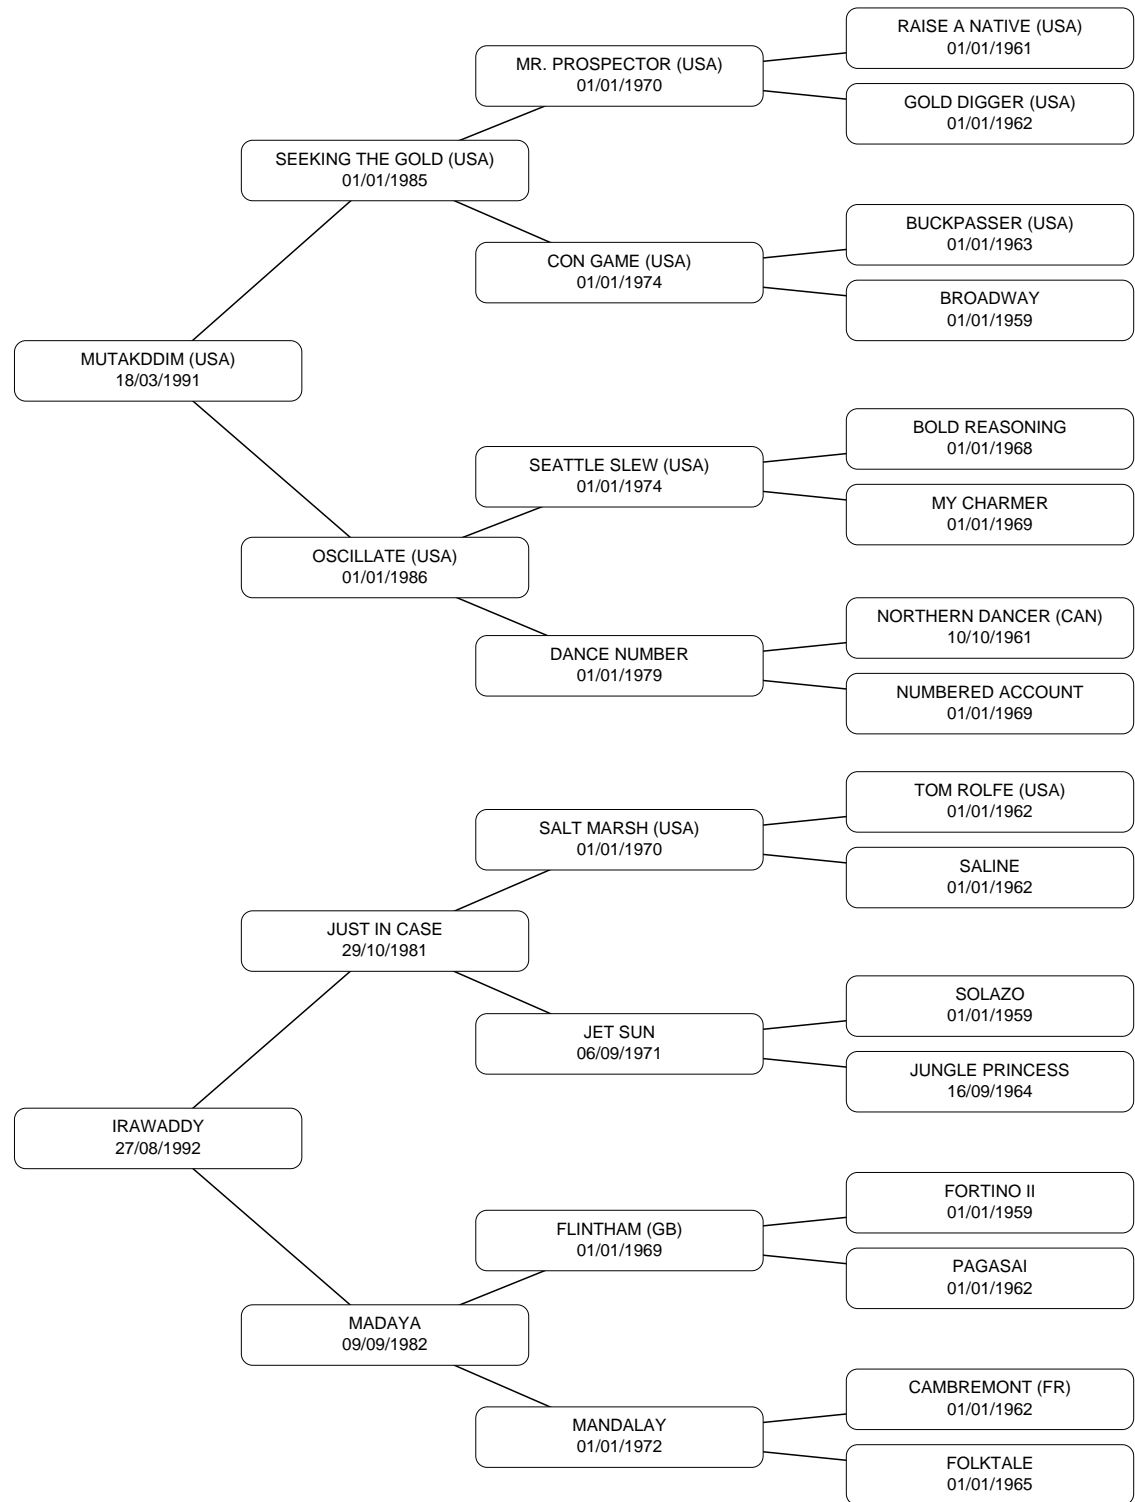 RAISE A NATIVE (USA)
01/01/1961
MR. PROSPECTOR (USA)
01/01/1970
GOLD DIGGER (USA)
01/01/1962
SEEKING THE GOLD (USA)
01/01/1985
BUCKPASSER (USA)
01/01/1963
CON GAME (USA)
01/01/1974
BROADWAY
01/01/1959
MUTAKDDIM (USA)
18/03/1991
BOLD REASONING
01/01/1968
SEATTLE SLEW (USA)
01/01/1974
MY CHARMER
01/01/1969
OSCILLATE (USA)
01/01/1986
NORTHERN DANCER (CAN)
10/10/1961
DANCE NUMBER
01/01/1979
NUMBERED ACCOUNT
01/01/1969
TOM ROLFE (USA)
01/01/1962
SALT MARSH (USA)
01/01/1970
SALINE
01/01/1962
JUST IN CASE
29/10/1981
SOLAZO
01/01/1959
JET SUN
06/09/1971
JUNGLE PRINCESS
16/09/1964
IRAWADDY
27/08/1992
FORTINO II
01/01/1959
FLINTHAM (GB)
01/01/1969
PAGASAI
01/01/1962
MADAYA
09/09/1982
CAMBREMONT (FR)
01/01/1962
MANDALAY
01/01/1972
FOLKTALE
01/01/1965